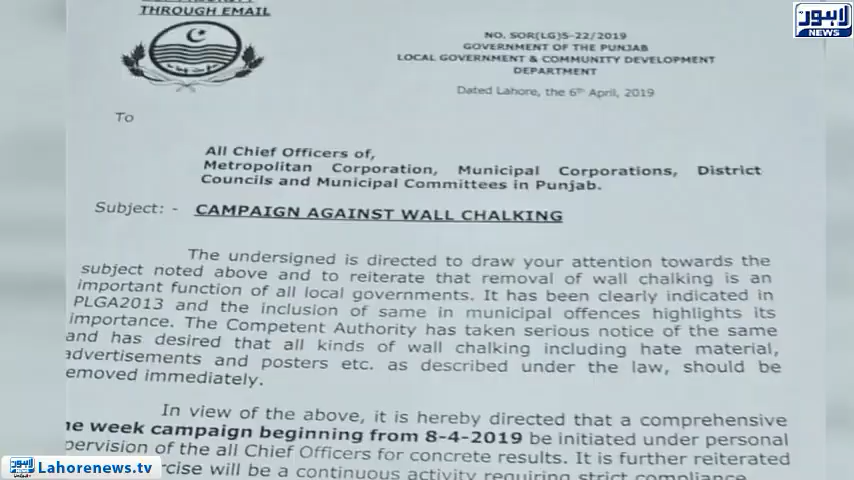 THROUGH EMAIL
لاہور
NEWS
NO. SOR(LG)5-22/2019
GOVERNMENT OF THE PUNJAB
LOCAL GOVERNMENT & COMMUNITY DEVELOPMENT
DEPARTMENT
Dated Lahore, the 6th April, 2019
To
All Chief Officers of,
Metropolitan Corporation, Municipal Corporations, District
Councils and Municipal Committees in Punjab.
Subject: - CAMPAIGN AGAINST WALL CHALKING
The undersigned is directed to draw your attention towards the
subject noted above and to reiterate that removal of wall chalking is an
important function of all local governments. It has been clearly indicated in
PLGA2013 and the inclusion of same in municipal offences highlights its
importance. The Competent Authority has taken serious notice of the same
and has desired that all kinds of wall chalking including hate material,
advertisements and posters etc. as described under the law, should be
emoved immediately.
In view of the above, it is hereby directed that a comprehensive
ne week campaign beginning from 8-4-2019 be initiated under personal
pervision of the all Chief Officers for concrete results. It is further reiterated
rcise will be a continuous activity requiring strict compliance
Lahorenews.tv